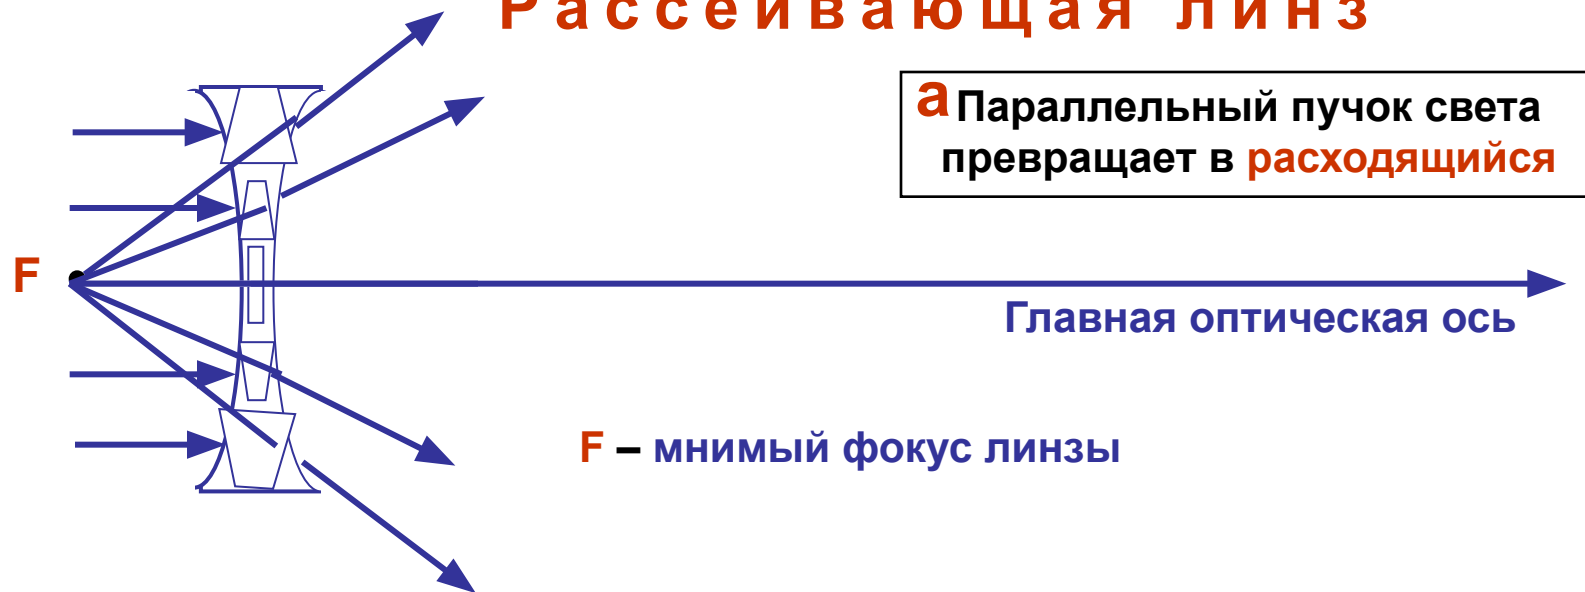 Рассеивающая линз
а
Параллельный пучок света
превращает в расходящийся
F
Главная оптическая ось
F – мнимый фокус линзы